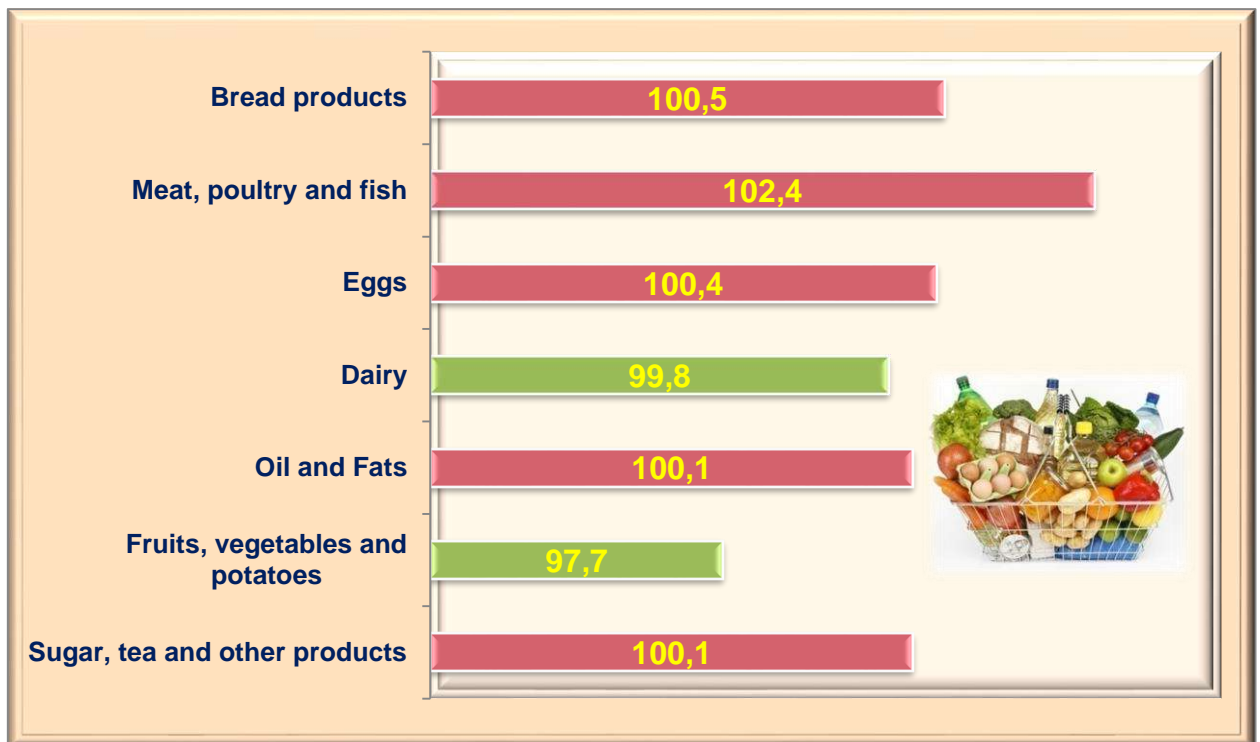 Bread products
100,5
Meat, poultry and fish
102,4
Eggs
100,4
Dairy
99,8
Oil and Fats
100,1
Fruits, vegetables and
potatoes
97,7
Sugar, tea and other products
100,1